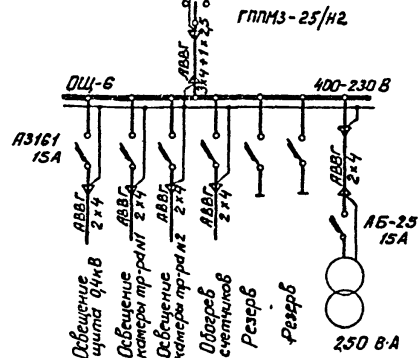 ГППМЗ-25/Н2
АВВГ
3×4+1×2,5
ОЩ-6
400-230 В
А3161
15А
АВВГ
2×4
АВВГ
2×4
АВВГ
2×4
АВВГ
2×4
АВВГ
2×4
АБ-25
15А
Освещение
щита 0,4кВ
Освещение
камеры тр-ра N1
Освещение
камеры тр-ра N2
Обогрев
счетчиков
Резерв
Резерв
250 В·А